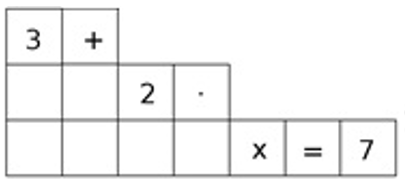 3 +
2 ·
x = 7